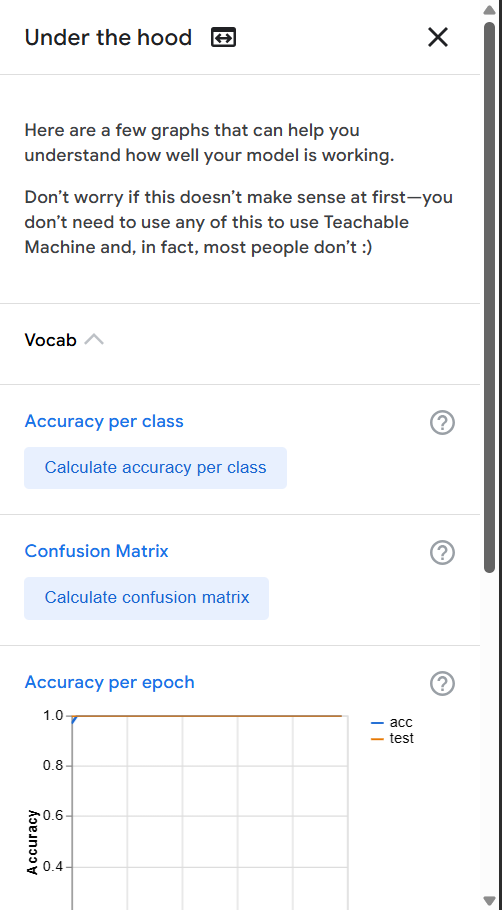 Under the hood
Here are a few graphs that can help you
understand how well your model is working.
Don’t worry if this doesn’t make sense at first—you
don’t need to use any of this to use Teachable
Machine and, in fact, most people don’t :)
Vocab
Accuracy per class
?
Calculate accuracy per class
Confusion Matrix
?
Calculate confusion matrix
Accuracy per epoch
?
1.0
acc
test
0.8
0.6
0.4
Accuracy